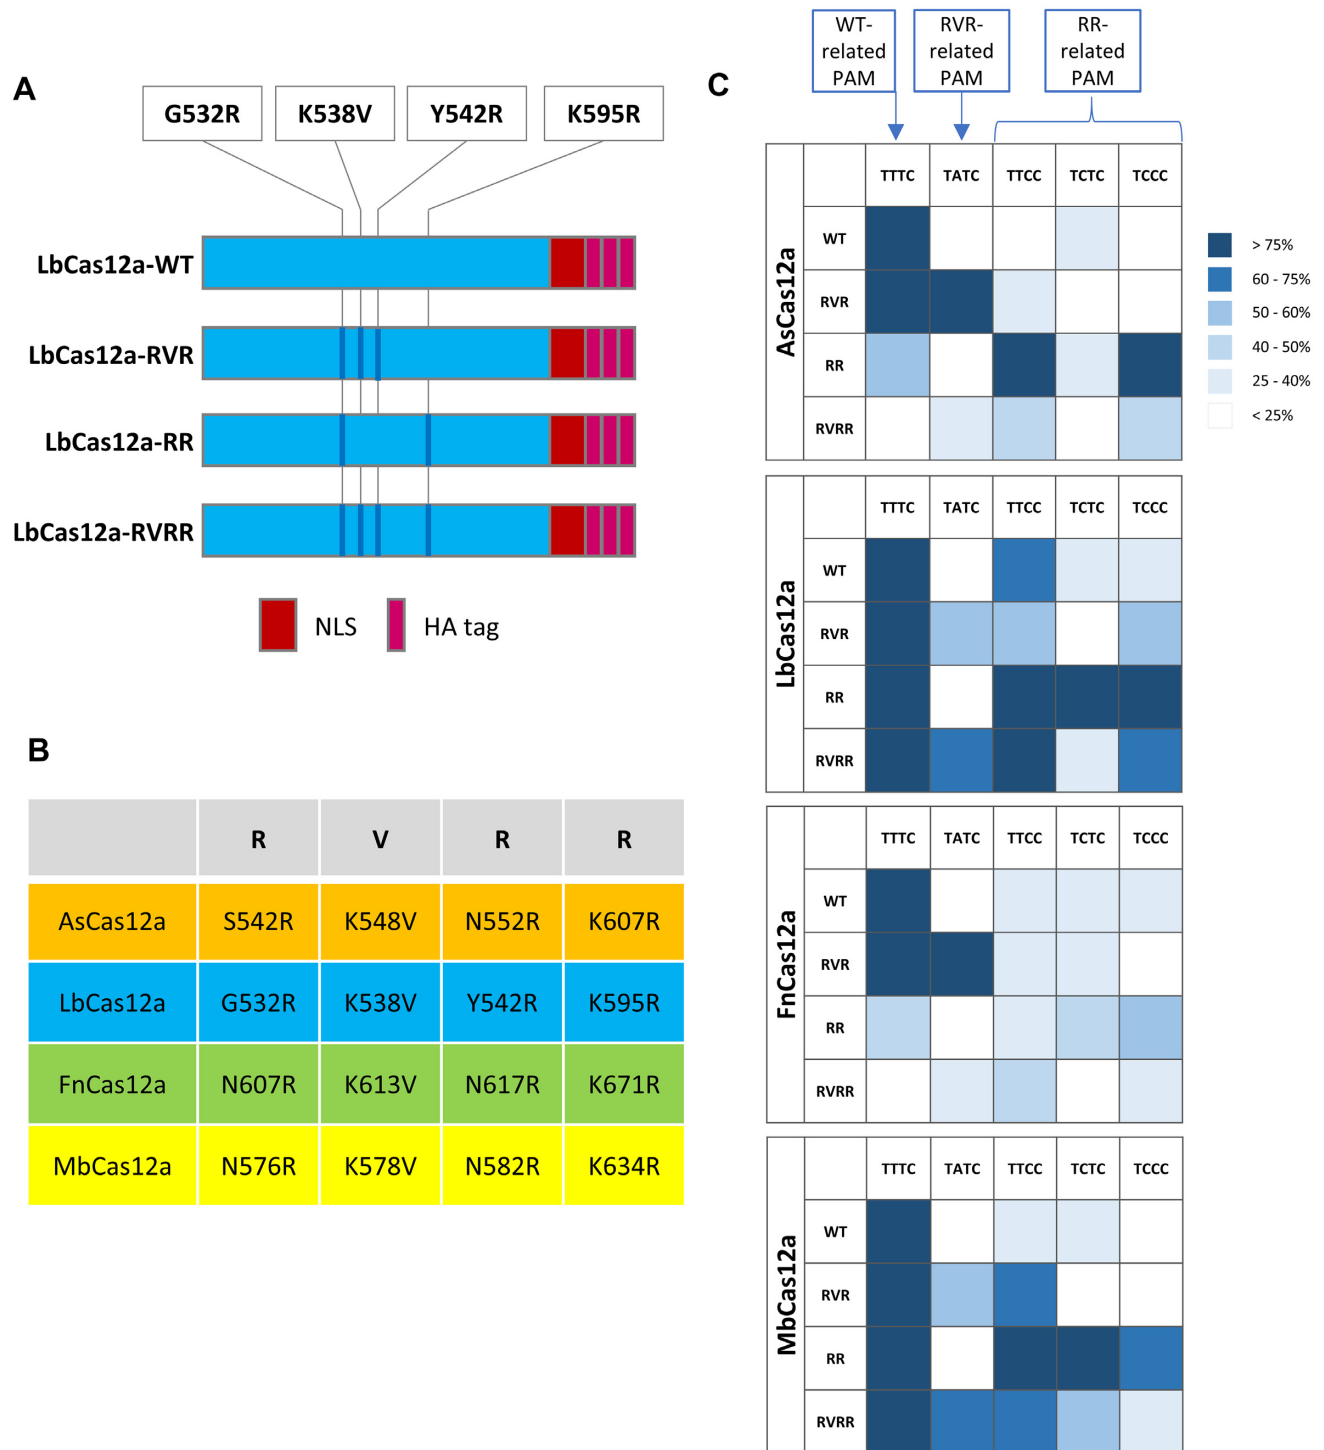 A
G532R K538V Y542R K595R
LbCas12a-WT
LbCas12a-RVR
LbCas12a-RR
LbCas12a-RVRR
NLS HA tag
B
R V R R
AsCas12a S542R K548V N552R K607R
LbCas12a G532R K538V Y542R K595R
FnCas12a N607R K613V N617R K671R
MbCas12a N576R K578V N582R K634R
C
WT-
related
PAM
RVR-
related
PAM
RR-
related
PAM
AsCas12a
TTTC TATC TTCC TCTC TCCC
WT
RVR
RR
RVRR
> 75%
60 - 75%
50 - 60%
40 - 50%
25 - 40%
< 25%
LbCas12a
TTTC TATC TTCC TCTC TCCC
WT
RVR
RR
RVRR
FnCas12a
TTTC TATC TTCC TCTC TCCC
WT
RVR
RR
RVRR
MbCas12a
TTTC TATC TTCC TCTC TCCC
WT
RVR
RR
RVRR